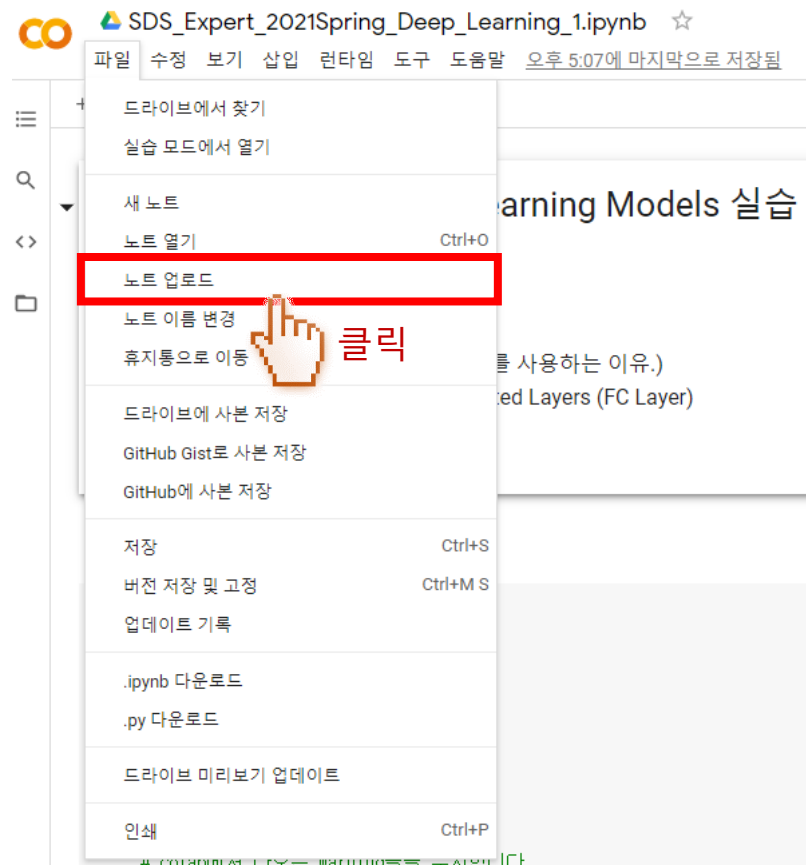 SDS_Expert_2021Spring_Deep_Learning_1.ipynb
파일 수정 보기 삽입 런타임 도구 도움말 오후 5:07에 마지막으로 저장됨
드라이브에서 찾기
실습 모드에서 열기
새 노트
earning Models 실습
노트 열기 Ctrl+O
노트 업로드
노트 이름 변경
클릭
휴지통으로 이동
를 사용하는 이유.)
ted Layers (FC Layer)
드라이브에 사본 저장
GitHub Gist로 사본 저장
GitHub에 사본 저장
저장 Ctrl+S
버전 저장 및 고정 Ctrl+M S
업데이트 기록
.ipynb 다운로드
.py 다운로드
드라이브 미리보기 업데이트
인쇄 Ctrl+P